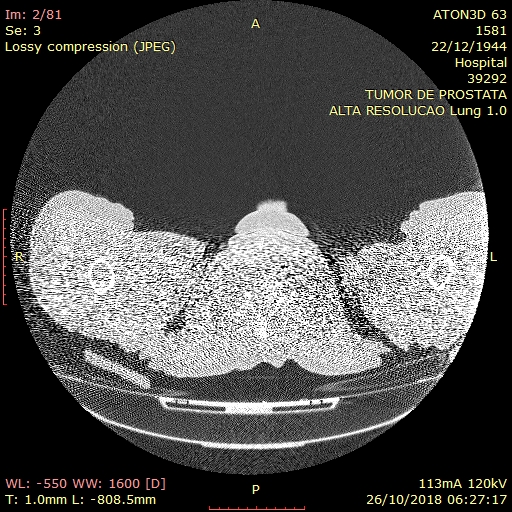 Im: 2/81
Se: 3
Lossy compression (JPEG)
A
ATON3D 63
1581
22/12/1944
Hospital
39292
TUMOR DE PROSTATA
ALTA RESOLUCAO Lung 1.0
R
L
WL: -550 WW: 1600 [D]
T: 1.0mm L: -808.5mm
P
113mA 120kV
26/10/2018 06:27:17